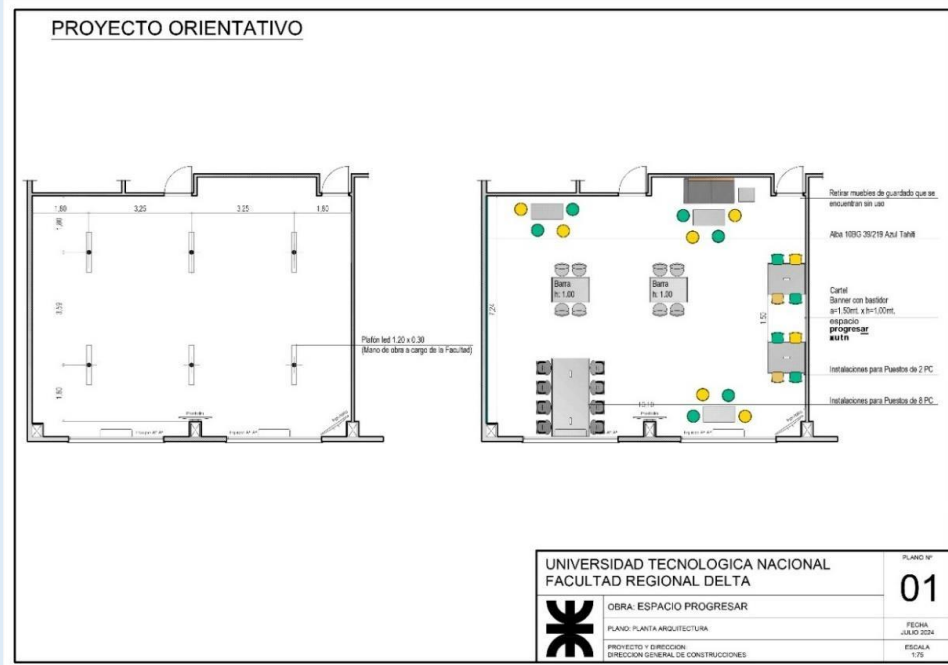 PROYECTO ORIENTATIVO
1,80
3,25
3,25
1,80
1,80
3,59
1,90
Plafón led 1.20 x 0.30
(Mano de obra a cargo de la Facultad)
Pantalla
Retirar muebles de guardado que se
encuentran sin uso
Alba 10BG 39/219 Azul Tahití
Cartel
Banner con bastidor
a=1.50mt. x h=1,00mt.
espacio
progresar
Instalaciones para Puestos de 2 PC
Instalaciones para Puestos de 8 PC
Barra
h: 1.00
Barra
h: 1.00
7,24
1,50
UNIVERSIDAD TECNOLOGICA NACIONAL
FACULTAD REGIONAL DELTA
OBRA: ESPACIO PROGRESAR
PLANO: PLANTA ARQUITECTURA
PROYECTO Y DIRECCION
DIRECCION GENERAL DE CONSTRUCCIONES
PLANO Nº
01
FECHA
JULIO 2024
ESCALA
1:75